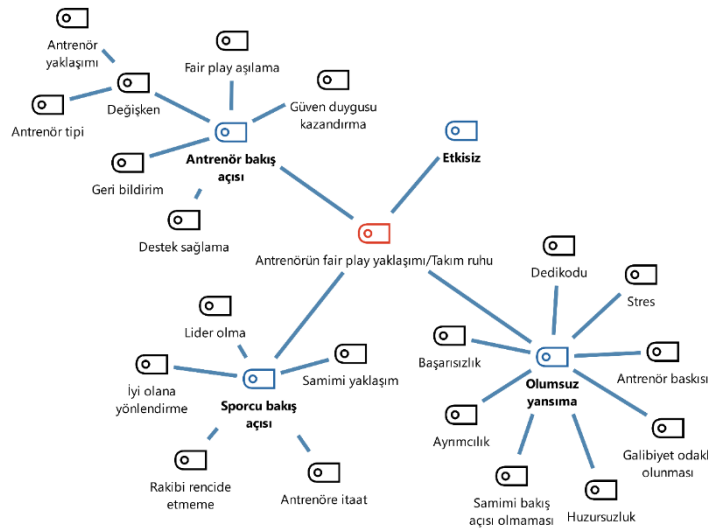 Antrenör
yaklaşımı
Fair play aşılama
Değişken
Güven duygusu
kazandırma
Antrenör tipi
Antrenör bakış
açısı
Etkisiz
Geri bildirim
Destek sağlama
Antrenörün fair play yaklaşımı/Takım ruhu
Dedikodu
Stres
Lider olma
Başarısızlık
Antrenör baskısı
Samimi yaklaşım
İyi olana
yönlendirme
Sporcu bakış
açısı
Olumsuz
yansıma
Ayrımcılık
Galibiyet odakl
olunması
Rakibi rencide
etmeme
Antrenöre itaat
Samimi bakış
açısı olmaması
Huzursuzluk